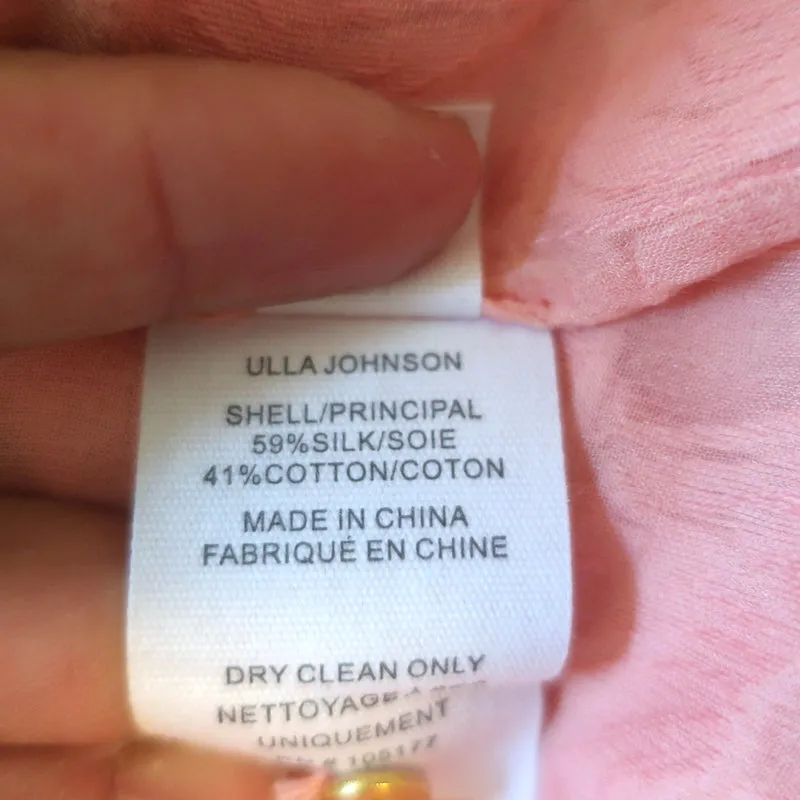 ULLA JOHNSON
SHELL/PRINCIPAL
59%SILK/SOIE
41%COTTON/COTON
MADE IN CHINA
FABRIQUÉ EN CHINE
DRY CLEAN ONLY
NETTOYAGE
UNIQUEMENT